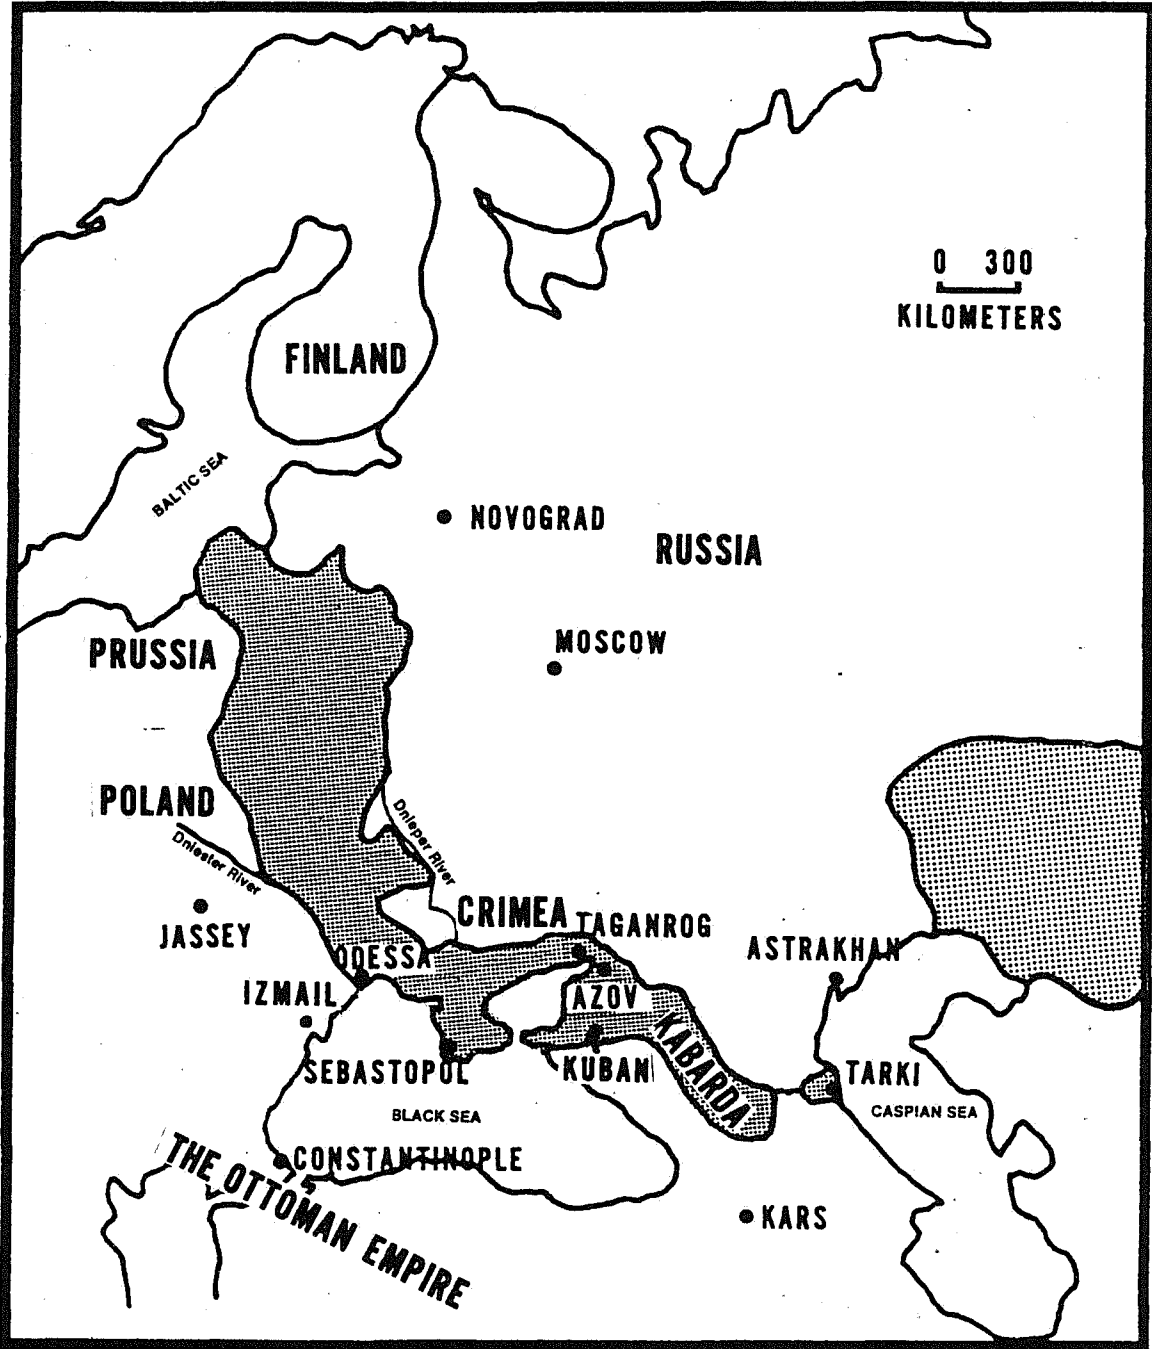 0 300
KILOMETERS
FINLAND
BALTIC SEA
NOVOGRAD
RUSSIA
MOSCOW
PRUSSIA
POLAND
Dnieper River
Dniester River
CRIMEA
TAGANROG
JASSEY
ASTRAKHAN
ODESSA
IZMAIL
AZOV
KABARDA
SEBASTOPOL
KUBAN
TARKI
CASPIAN SEA
BLACK SEA
CONSTANTINOPLE
THE OTTOMAN EMPIRE
KARS